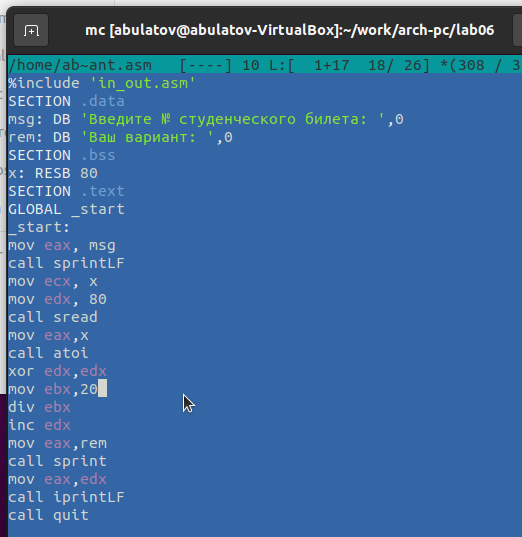 mc [abulatov@abulatov-VirtualBox]:~/work/arch-pc/lab06
/home/ab~ant.asm   [----] 10 L:[  1+17  18/ 26] *(308 / 3
%include 'in_out.asm'
SECTION .data
msg: DB 'Введите № студенческого билета: ',0
rem: DB 'Ваш вариант: ',0
SECTION .bss
x: RESB 80
SECTION .text
GLOBAL _start
_start:
mov eax, msg
call sprintLF
mov ecx, x
mov edx, 80
call sread
mov eax,x
call atoi
xor edx,edx
mov ebx,20
div ebx
inc edx
mov eax,rem
call sprint
mov eax,edx
call iprintLF
call quit